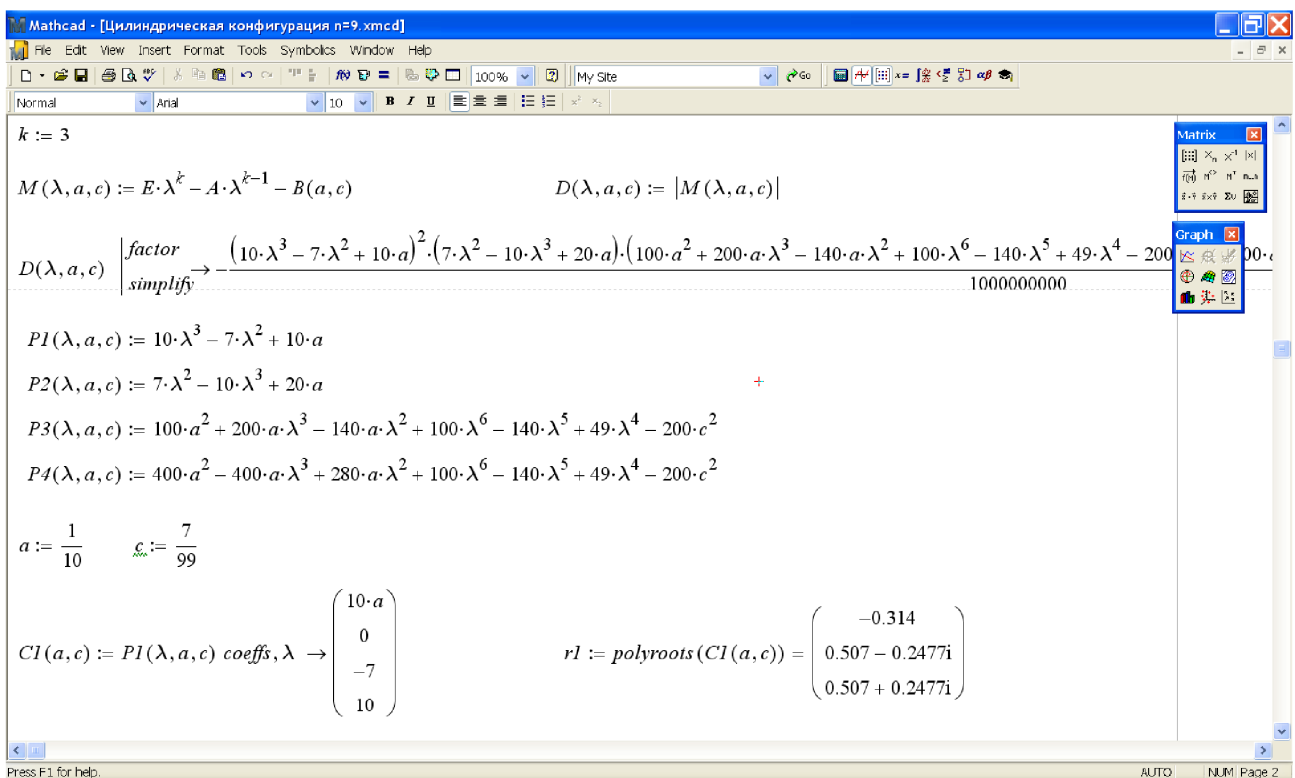 Mathcad - [Цилиндрическая конфигурация n=9.xmcd]
File Edit View Insert Format Tools Symbolics Window Help
100% My Site Go
Normal Arial 10 B I U
k := 3
M(λ,a,c) := E·λ^k − A·λ^(k−1) − B(a,c) D(λ,a,c) := |M(λ,a,c)|
D(λ,a,c) | factor simplify → −((10·λ^3 − 7·λ^2 + 10·a)^2·(7·λ^2 − 10·λ^3 + 20·a)·(100·a^2 + 200·a·λ^3 − 140·a·λ^2 + 100·λ^6 − 140·λ^5 + 49·λ^4 − 200
1000000000
P1(λ,a,c) := 10·λ^3 − 7·λ^2 + 10·a
P2(λ,a,c) := 7·λ^2 − 10·λ^3 + 20·a
P3(λ,a,c) := 100·a^2 + 200·a·λ^3 − 140·a·λ^2 + 100·λ^6 − 140·λ^5 + 49·λ^4 − 200·c^2
P4(λ,a,c) := 400·a^2 − 400·a·λ^3 + 280·a·λ^2 + 100·λ^6 − 140·λ^5 + 49·λ^4 − 200·c^2
a := 1/10 c := 7/99
C1(a,c) := P1(λ,a,c) coeffs,λ → (10·a 0 −7 10) r1 := polyroots(C1(a,c)) = (−0.314 0.507 − 0.2477i 0.507 + 0.2477i)
Matrix
Graph
Press F1 for help. AUTO NUM Page 2